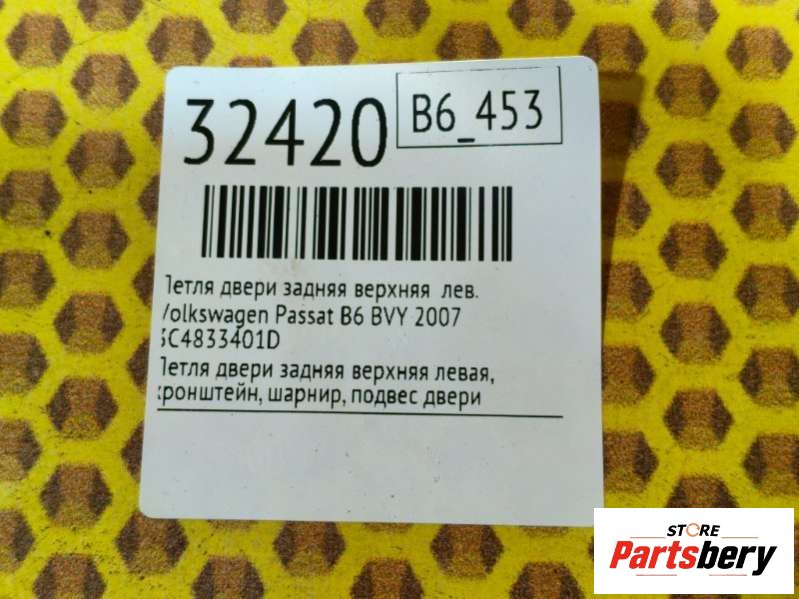 32420
B6_453
Петля двери задняя верхняя лев.
Volkswagen Passat B6 BVY 2007
3C4833401D
Петля двери задняя верхняя левая,
кронштейн, шарнир, подвес двери
STORE
Partsbery